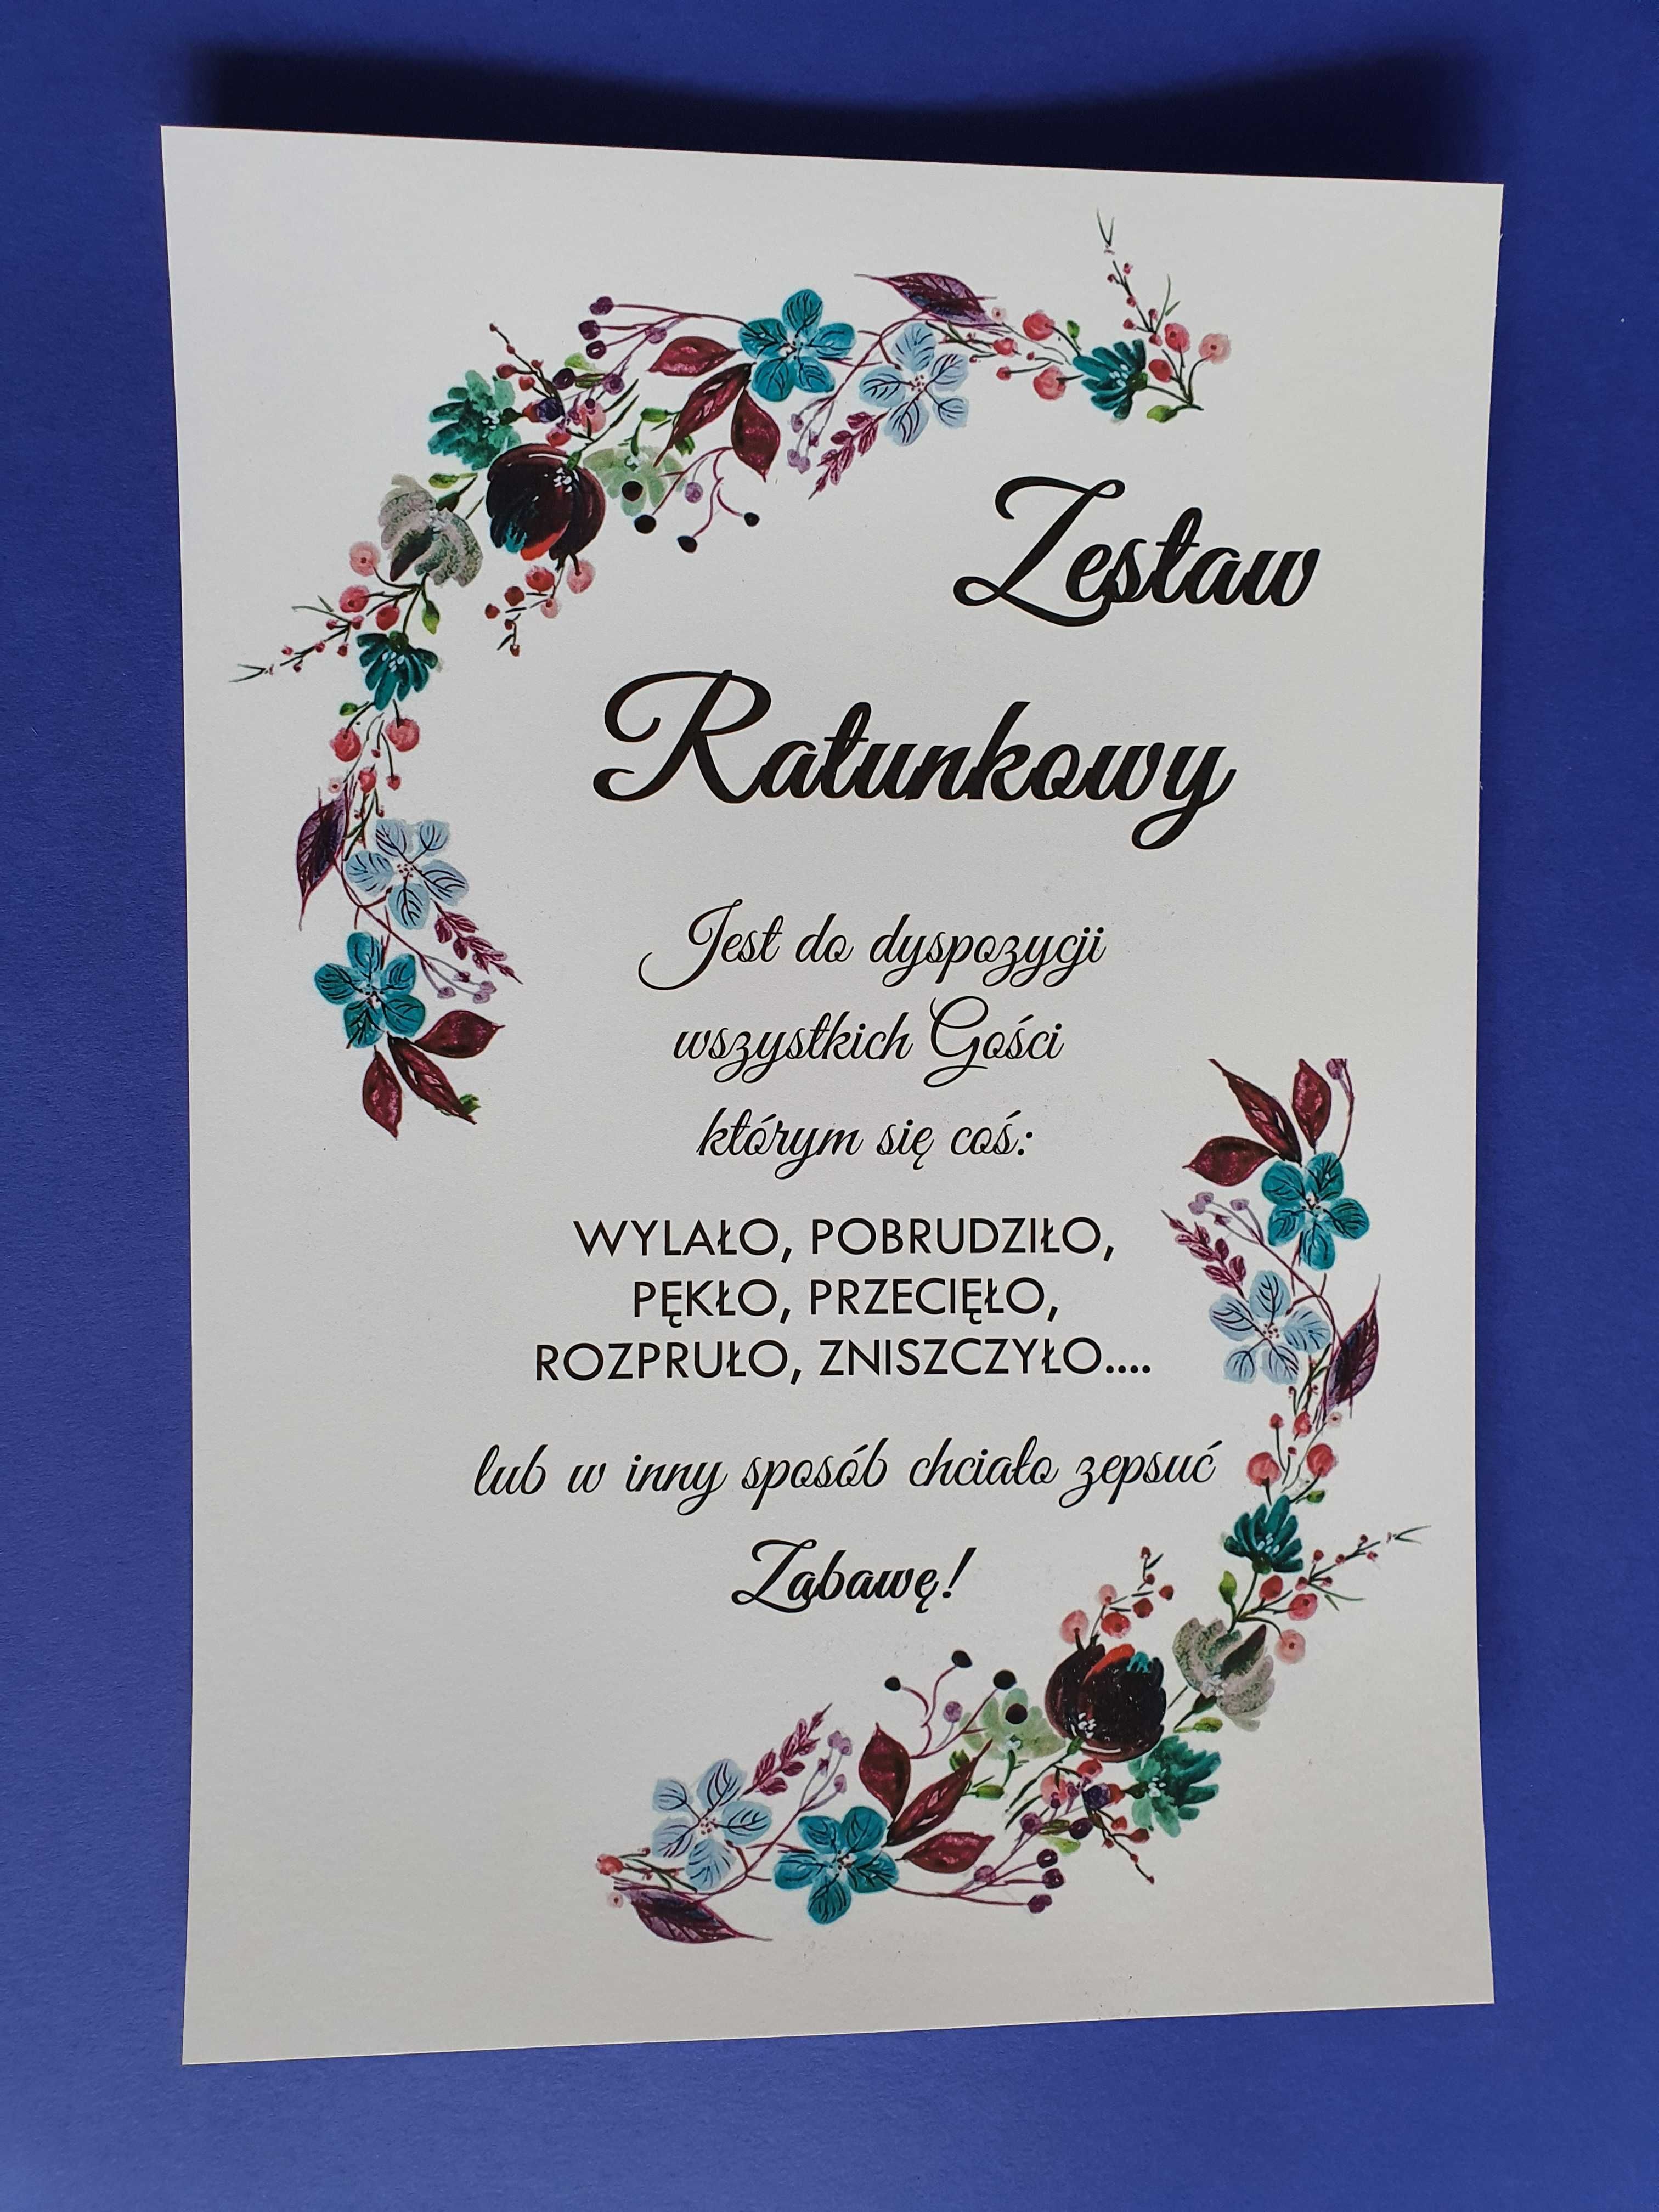 Zestaw
Ratunkowy
Jest do dyspozycji
wszystkich Gości
którym się coś:
WYLAŁO, POBRUDZIŁO,
PĘKŁO, PRZECIĘŁO,
ROZPRUŁO, ZNISZCZYŁO....
lub w inny sposób chciało zepsuć
Zabawę!